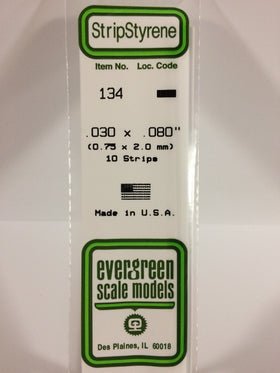 StripStyrene
Item No. Loc. Code
134
.030 x .080"
(0.75 x 2.0 mm)
10 Strips
Made in U.S.A.
evergreen
scale models
Des Plaines, IL 60018